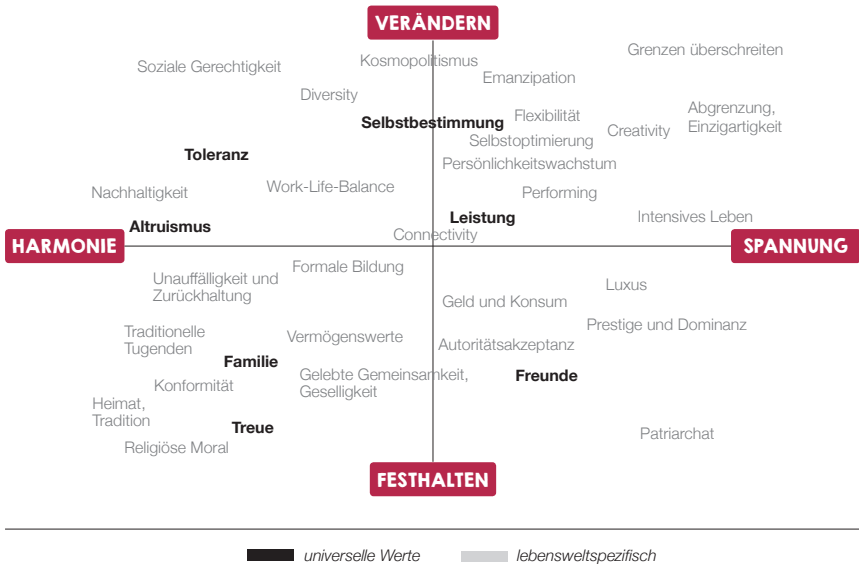 VERÄNDERN
Grenzen überschreiten
Kosmopolitismus
Soziale Gerechtigkeit
Emanzipation
Diversity
Abgrenzung,
Einzigartigkeit
Flexibilität
Selbstbestimmung
Creativity
Selbstoptimierung
Toleranz
Persönlichkeitswachstum
Work-Life-Balance
Nachhaltigkeit
Performing
Leistung
Intensives Leben
Altruismus
Connectivity
HARMONIE
SPANNUNG
Formale Bildung
Unauffälligkeit und
Zurückhaltung
Luxus
Geld und Konsum
Prestige und Dominanz
Traditionelle
Tugenden
Vermögenswerte
Autoritätsakzeptanz
Familie
Gelebte Gemeinsamkeit,
Geselligkeit
Freunde
Konformität
Heimat,
Tradition
Treue
Patriarchat
Religiöse Moral
FESTHALTEN
universelle Werte
lebensweltspezifisch